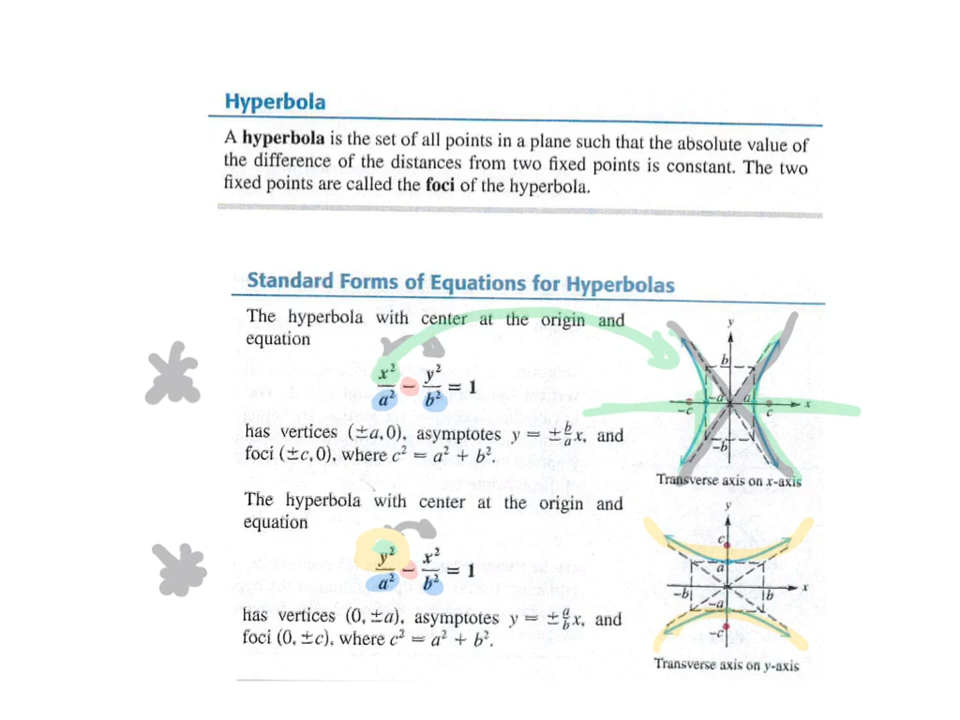 Hyperbola
A hyperbola is the set of all points in a plane such that the absolute value of
the difference of the distances from two fixed points is constant. The two
fixed points are called the foci of the hyperbola.
Standard Forms of Equations for Hyperbolas
The hyperbola with center at the origin and
equation
x²/a² − y²/b² = 1
has vertices (±a,0), asymptotes y = ±b/a x, and
foci (±c,0), where c² = a² + b².
y
b
-c -a a c x
-b
Transverse axis on x-axis
The hyperbola with center at the origin and
equation
y²/a² − x²/b² = 1
has vertices (0, ±a), asymptotes y = ±a/b x, and
foci (0, ±c), where c² = a² + b².
y
c
a
-b b x
-a
-c
Transverse axis on y-axis